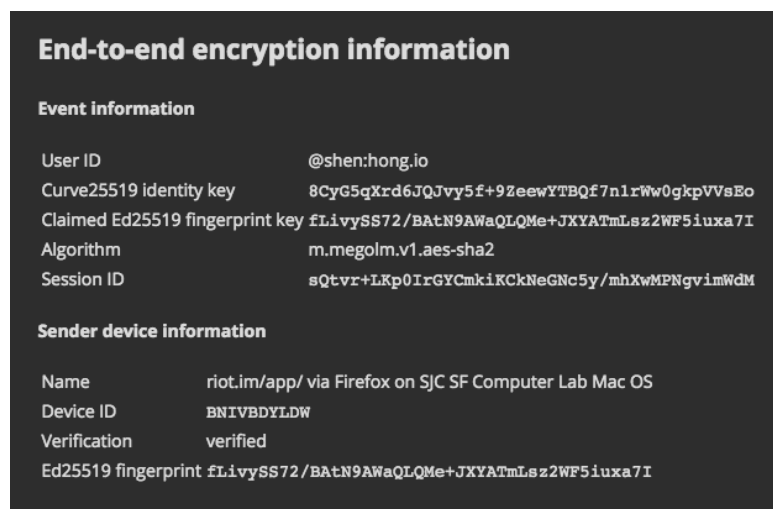 End-to-end encryption information
Event information
User ID @shen:hong.io
Curve25519 identity key 8CyG5qXrd6JQJvy5f+9ZeewYTBQf7n1rWw0gkpVVsEo
Claimed Ed25519 fingerprint key fLivySS72/BAtN9AWaQLQMe+JXYATmLsz2WF5iuxa7I
Algorithm m.megolm.v1.aes-sha2
Session ID sQtvr+LKp0IrGYCmkiKCkNeGNc5y/mhXwMPNgvimWdM
Sender device information
Name riot.im/app/ via Firefox on SJC SF Computer Lab Mac OS
Device ID BNIVBDYLDW
Verification verified
Ed25519 fingerprint fLivySS72/BAtN9AWaQLQMe+JXYATmLsz2WF5iuxa7I